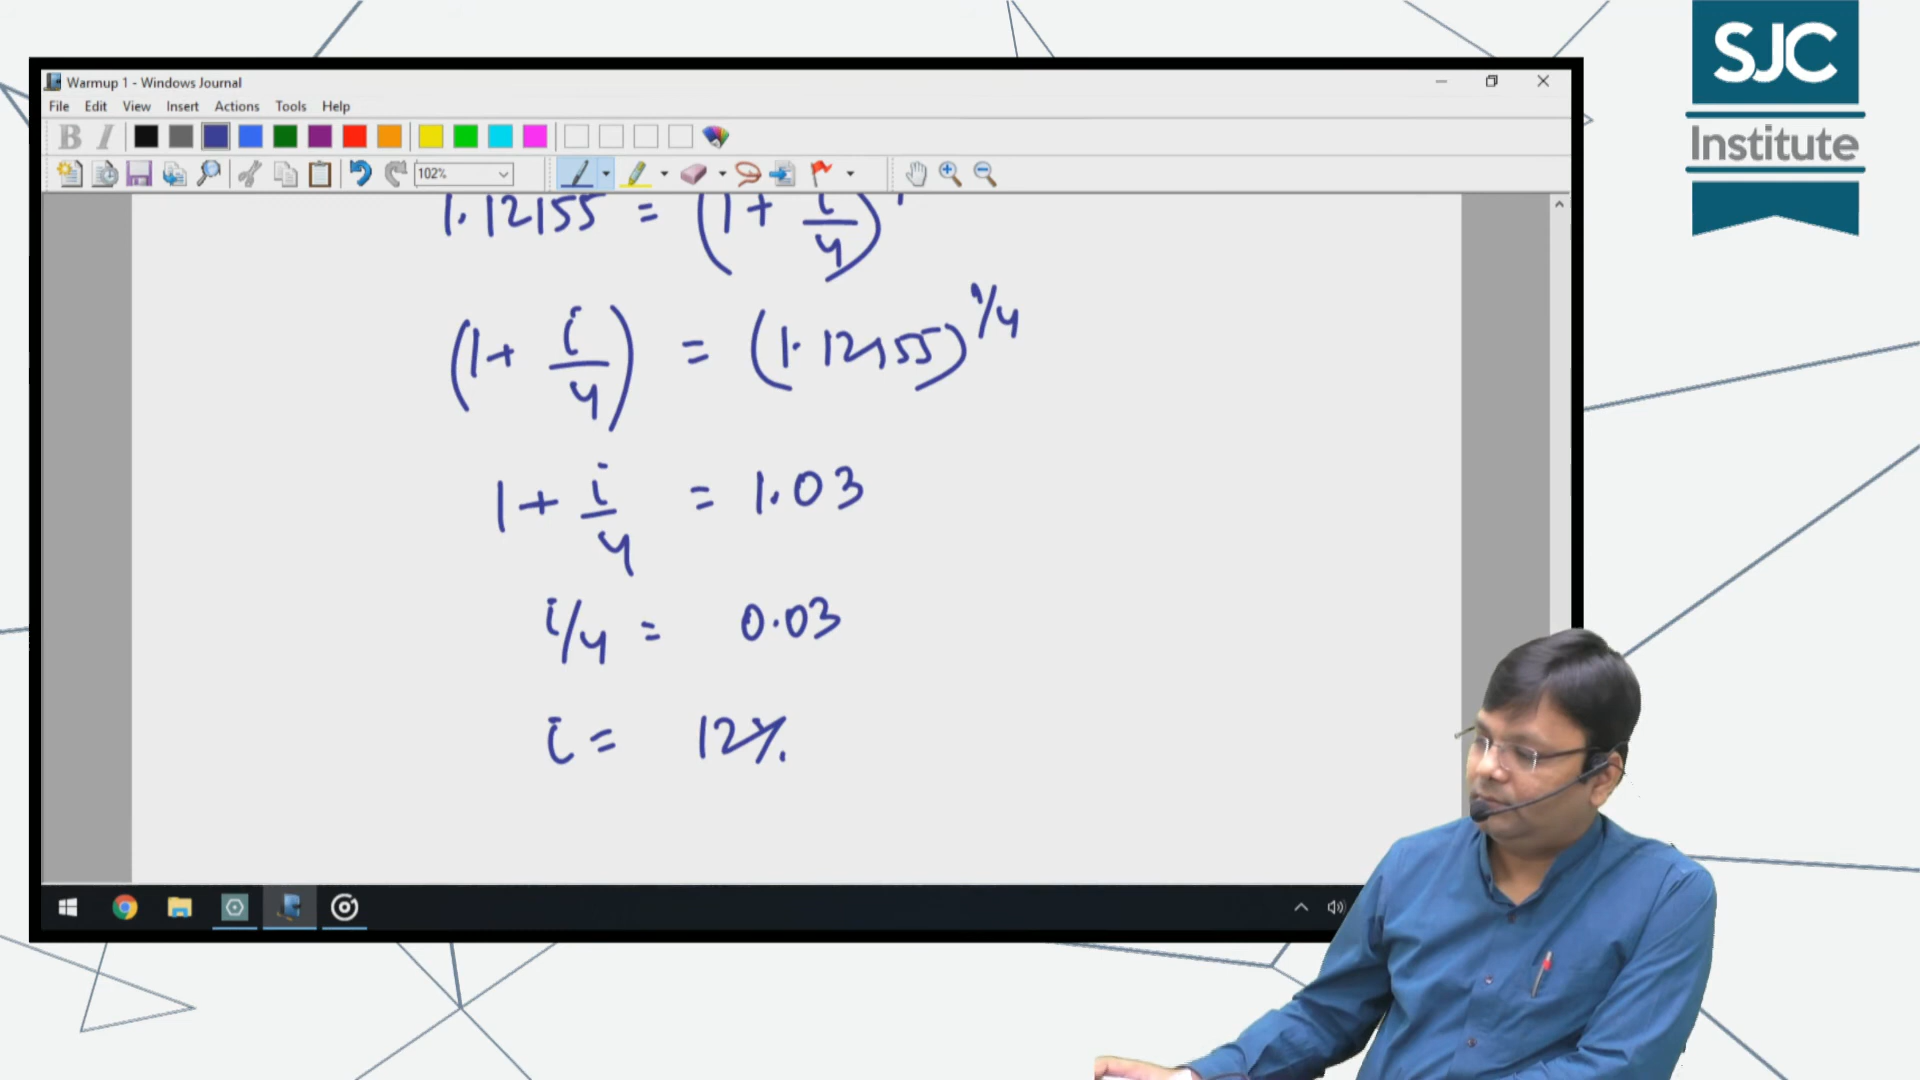 SJC
Institute
Warmup 1 - Windows Journal
File Edit View Insert Actions Tools Help
B I
102%
1.12155 = (1 + i/4)
(1 + i/4) = (1.12155)^1/4
1 + i/4 = 1.03
i/4 = 0.03
i = 12%